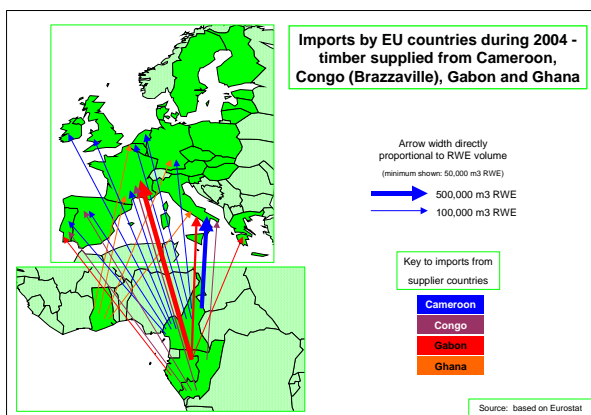 Imports by EU countries during 2004 -
timber supplied from Cameroon,
Congo (Brazzaville), Gabon and Ghana
Arrow width directly
proportional to RWE volume
(minimum shown: 50,000 m3 RWE)
500,000 m3 RWE
100,000 m3 RWE
Key to imports from
supplier countries
Cameroon
Congo
Gabon
Ghana
Source: based on Eurostat